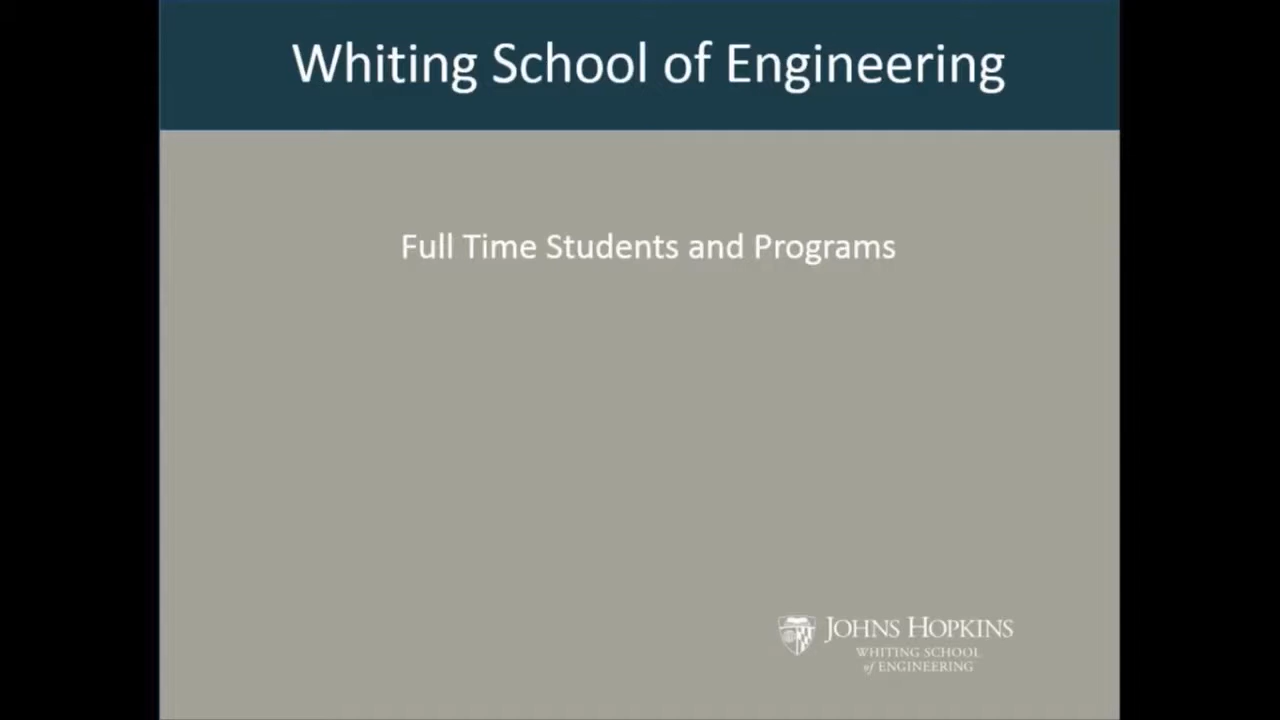 Whiting School of Engineering
Full Time Students and Programs
JOHNS HOPKINS
WHITING SCHOOL
of ENGINEERING